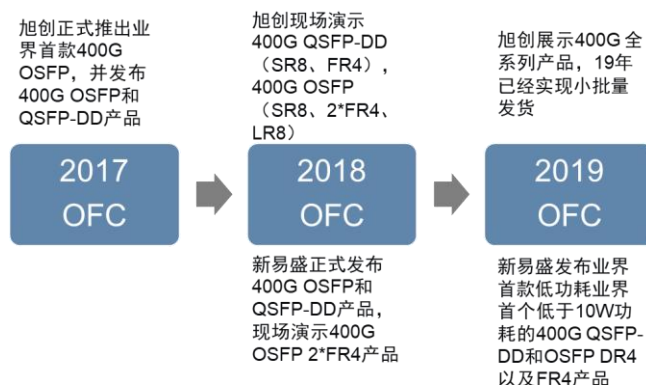 旭创正式推出业
界首款400G
OSFP，并发布
400G OSFP和
QSFP-DD产品
2017
OFC
旭创现场演示
400G QSFP-DD
（SR8、FR4），
400G OSFP
（SR8、2*FR4、
LR8）
2018
OFC
新易盛正式发布
400G OSFP和
QSFP-DD产品，
现场演示400G
OSFP 2*FR4产品
旭创展示400G 全
系列产品，19年
已经实现小批量
发货
2019
OFC
新易盛发布业界
首款低功耗业界
首个低于10W功
耗的400G QSFP-
DD和OSFP DR4
以及FR4产品